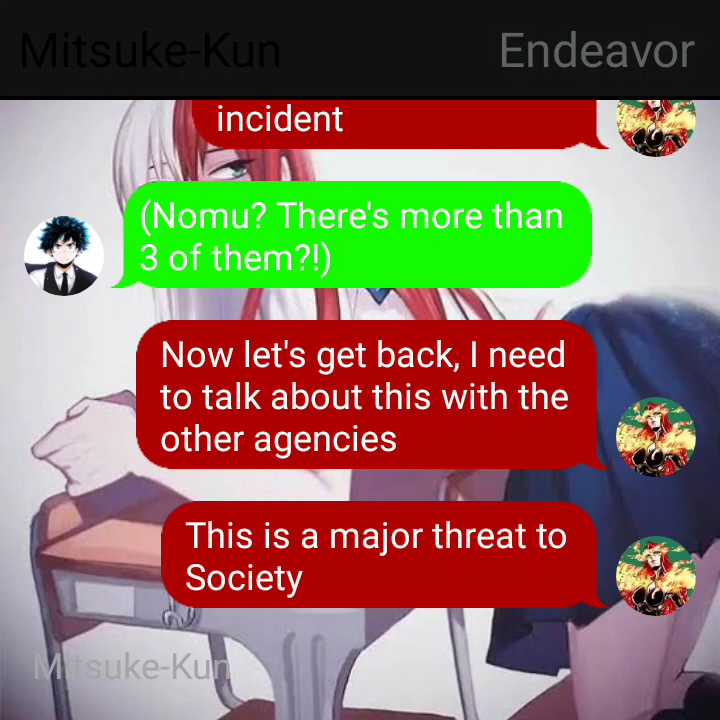 Mitsuke-Kun
Endeavor
incident
(Nomu? There's more than
3 of them?!)
Now let's get back, I need
to talk about this with the
other agencies
This is a major threat to
Society
Mitsuke-Kun